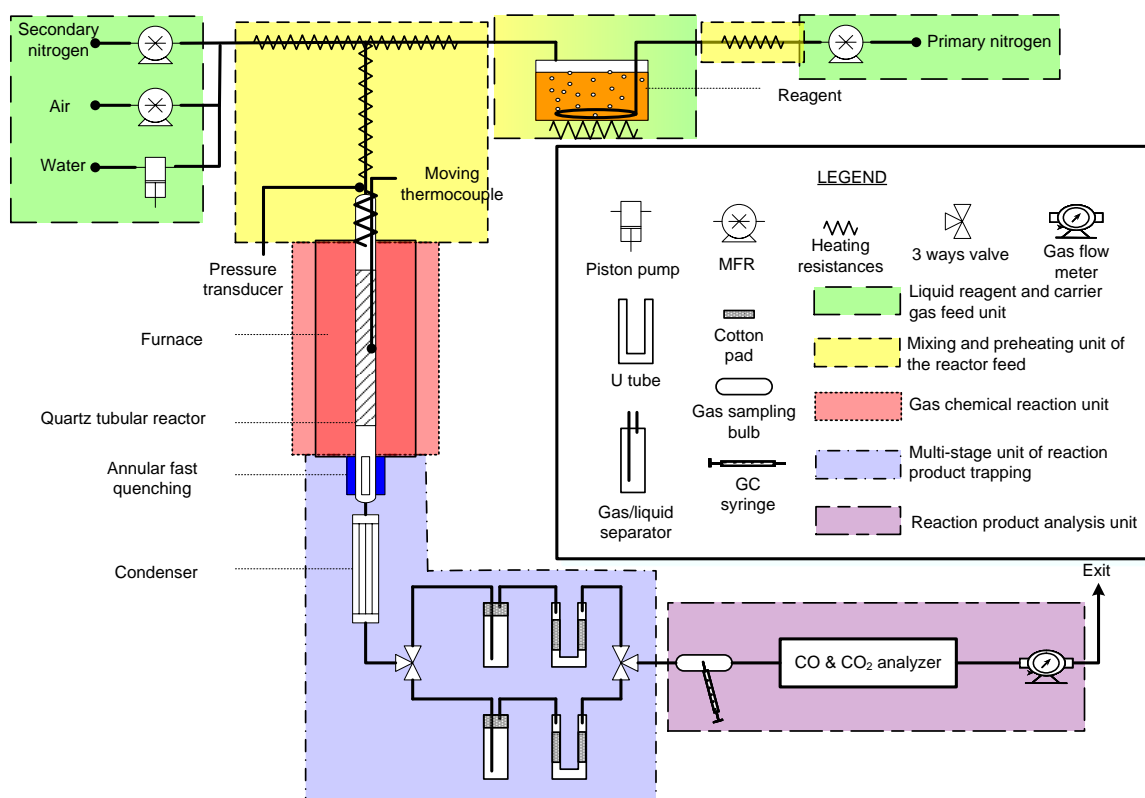 Secondary
nitrogen
Air
Water
Primary nitrogen
Reagent
Moving
thermocouple
Pressure
transducer
Furnace
Quartz tubular reactor
Annular fast
quenching
Condenser
LEGEND
Piston pump
MFR
Heating
resistances
3 ways valve
Gas flow
meter
U tube
Cotton
pad
Gas sampling
bulb
Gas/liquid
separator
GC
syringe
Liquid reagent and carrier
gas feed unit
Mixing and preheating unit of
the reactor feed
Gas chemical reaction unit
Multi-stage unit of reaction
product trapping
Reaction product analysis unit
Exit
CO & CO₂ analyzer